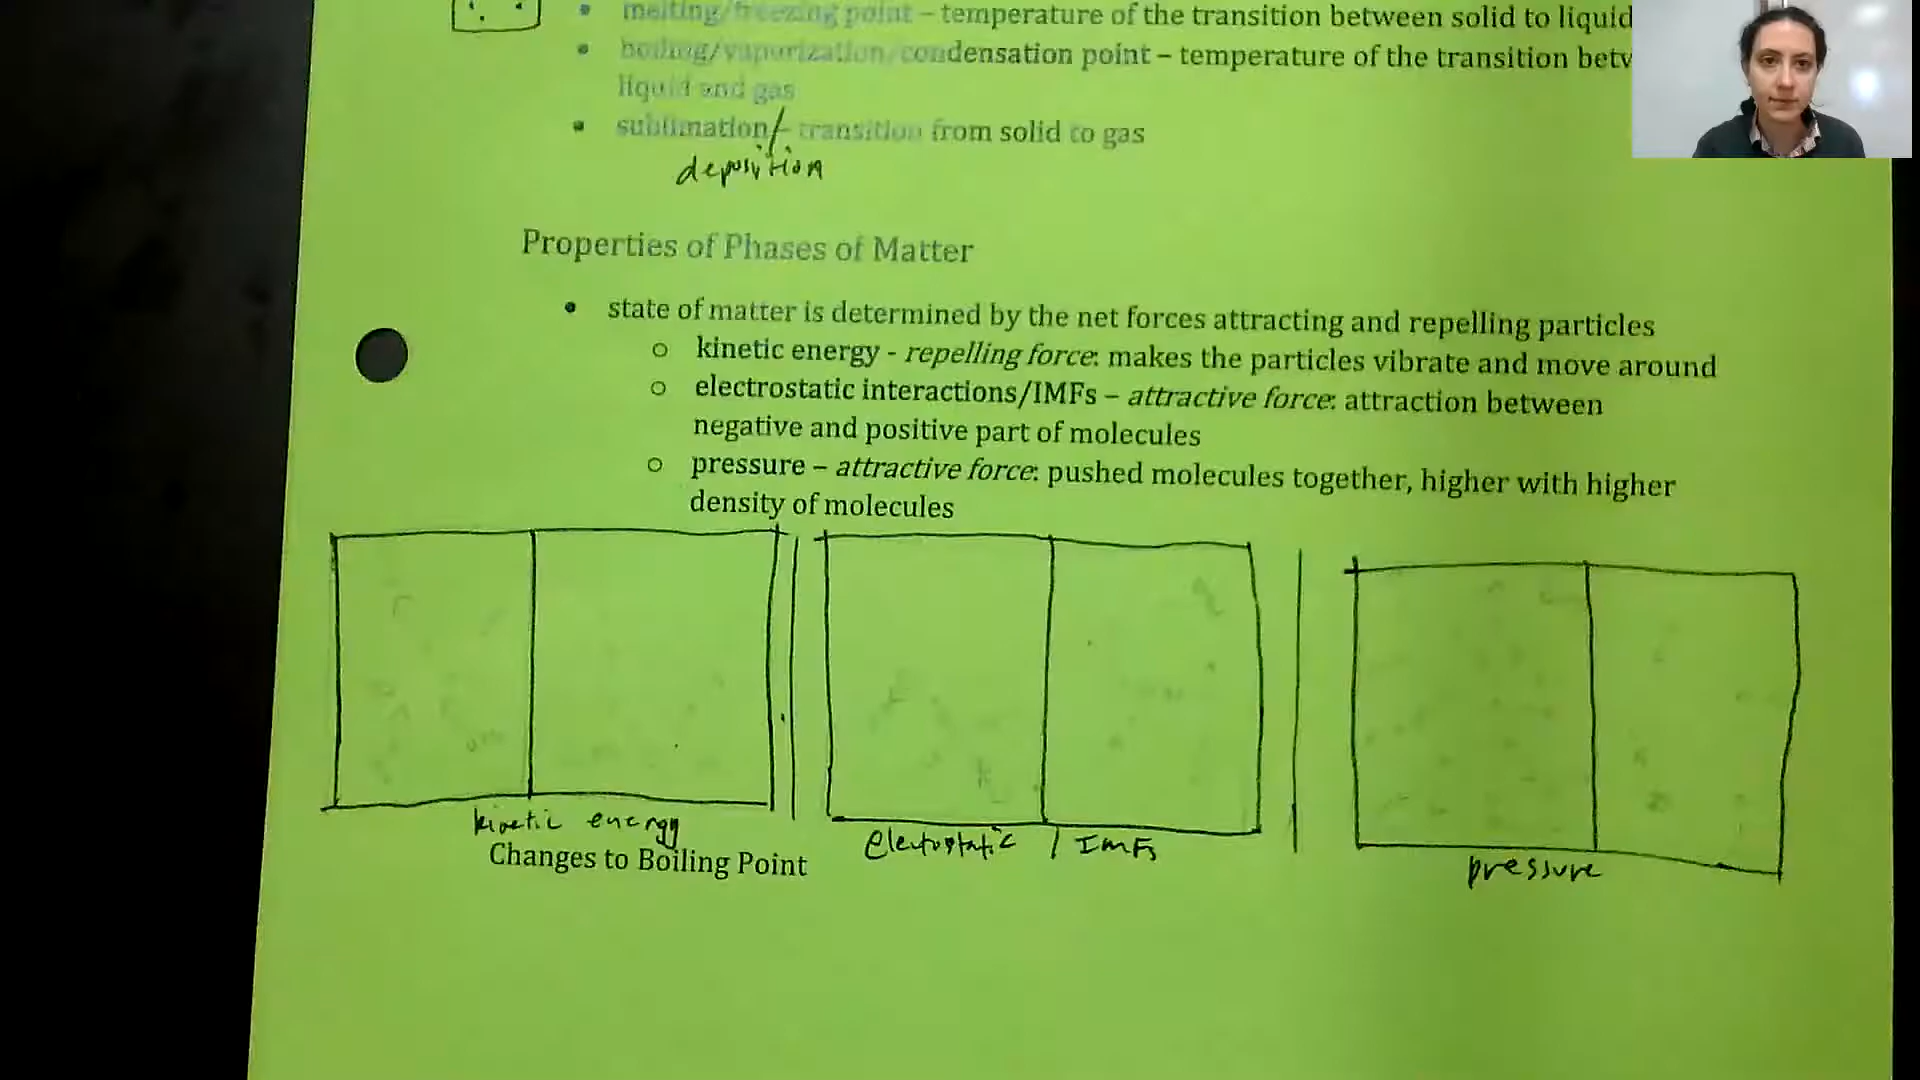 melting/freezing point – temperature of the transition between solid to liquid
boiling/vaporization/condensation point – temperature of the transition betw
liquid and gas
sublimation/– transition from solid to gas
deposition
Properties of Phases of Matter
state of matter is determined by the net forces attracting and repelling particles
kinetic energy - repelling force: makes the particles vibrate and move around
electrostatic interactions/IMFs – attractive force: attraction between
negative and positive part of molecules
pressure – attractive force: pushed molecules together, higher with higher
density of molecules
kinetic energy
Electostatic / IMFs
pressure
Changes to Boiling Point